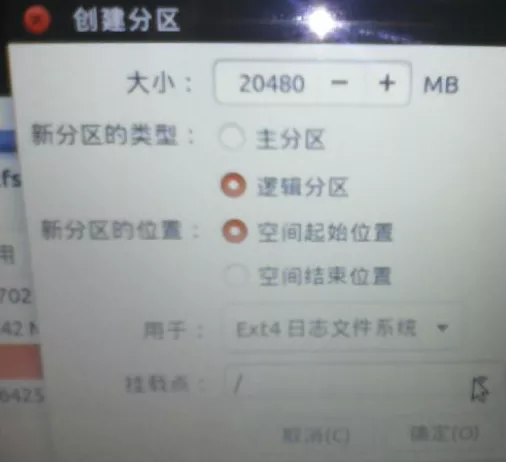 创建分区
大小： 20480 − + MB
新分区的类型： 主分区
逻辑分区
新分区的位置： 空间起始位置
空间结束位置
用于： Ext4 日志文件系统
挂载点： /
取消(C) 确定(O)
fs
用
702
42 M
6425